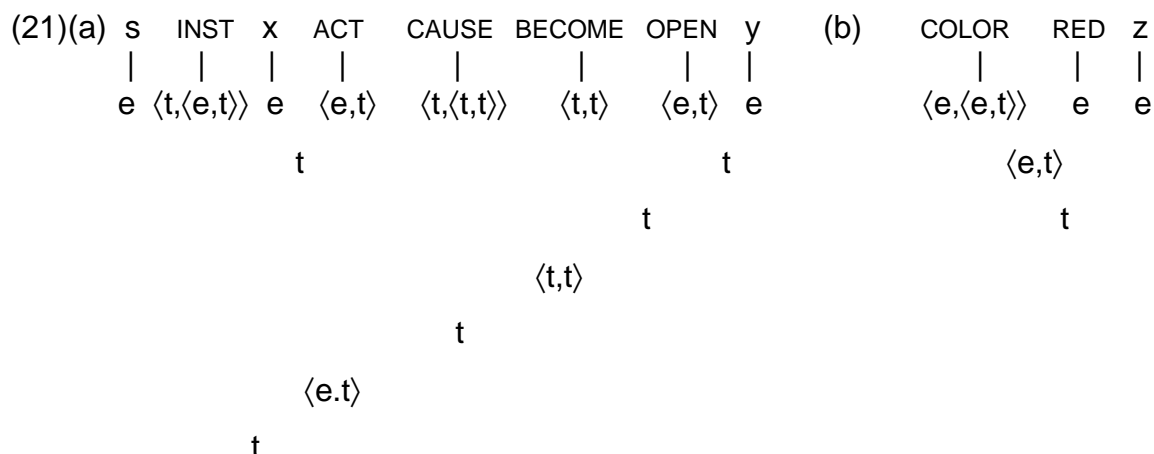 (21)(a) s INST x ACT CAUSE BECOME OPEN y (b) COLOR RED z
| | | | | | | | | | |
e ⟨t,⟨e,t⟩⟩ e ⟨e,t⟩ ⟨t,⟨t,t⟩⟩ ⟨t,t⟩ ⟨e,t⟩ e ⟨e,⟨e,t⟩⟩ e e
t t ⟨e,t⟩
t t
⟨t,t⟩
t
⟨e.t⟩
t